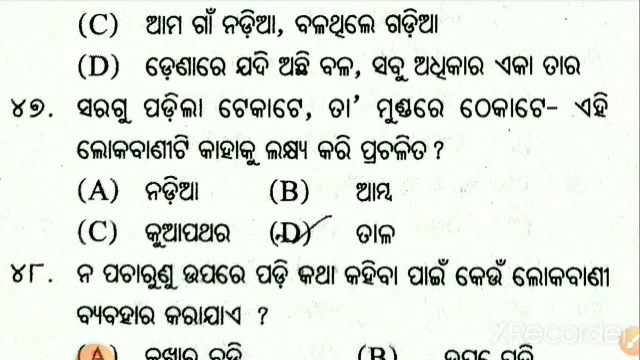 (C) ଆମ ଗାଁ ନଡ଼ିଆ, ବଳଥିଲେ ଗଡ଼ିଆ
(D) ଡ଼େଣାରେ ଯଦି ଅଛି ବଳ, ସବୁ ଅଧିକାର ଏକା ତାର
୪୭. ସରଗୁ ପଡ଼ିଲା ଟେକାଟେ, ତା' ମୁଣ୍ଡରେ ଠେକାଟେ– ଏହି
ଲୋକବାଣୀଟି କାହାକୁ ଲକ୍ଷ୍ୟ କରି ପ୍ରଚଳିତ ?
(A) ନଡ଼ିଆ (B) ଆମ୍ବ
(C) କୁଆପଥର (D) ତାଳ
୪୮. ନ ପଚାରୁଣୁ ଉପରେ ପଡ଼ି କଥା କହିବା ପାଇଁ କେଉଁ ଲୋକବାଣୀ
ବ୍ୟବହାର କରାଯାଏ ?
(A) (B)
XRecorder